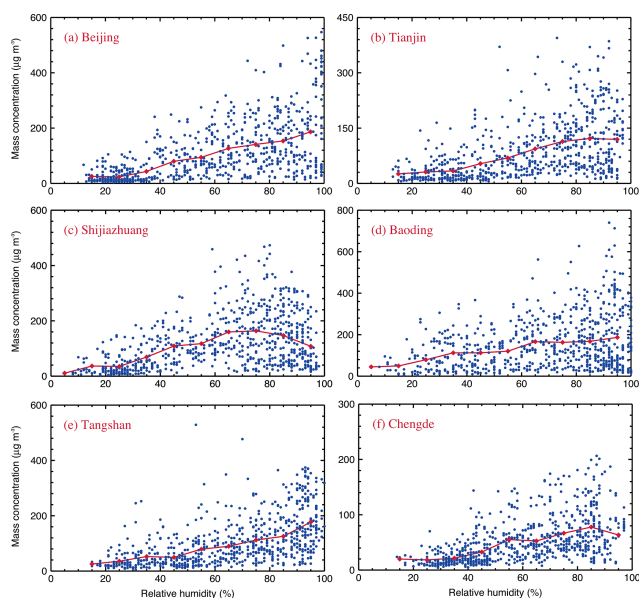 600
400
200
0
Mass concentration (µg m-³)
(a) Beijing
0 20 40 60 80 100
450
300
150
0
(b) Tianjin
0 20 40 60 80 100
600
400
200
0
Mass concentration (µg m-³)
(c) Shijiazhuang
0 20 40 60 80 100
800
600
400
200
0
(d) Baoding
0 20 40 60 80 100
600
400
200
0
Mass concentration (µg m-³)
(e) Tangshan
0 20 40 60 80 100
Relative humidity (%)
300
200
100
0
(f) Chengde
0 20 40 60 80 100
Relative humidity (%)